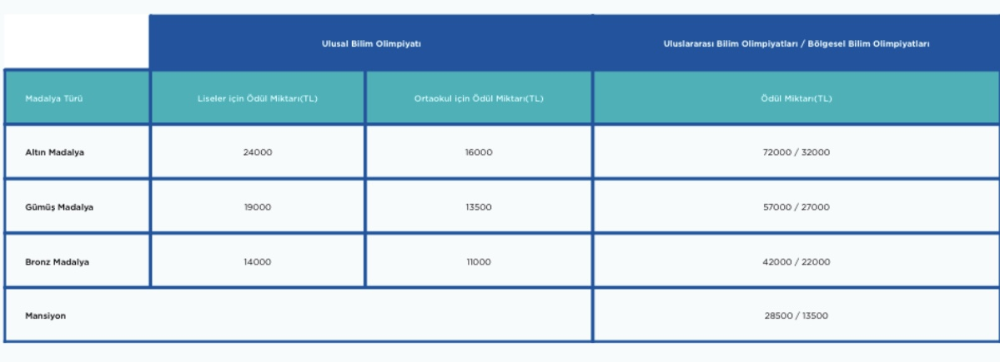 Ulusal Bilim Olimpiyatı
Uluslararası Bilim Olimpiyatları / Bölgesel Bilim Olimpiyatları
Madalya Türü
Liseler için Ödül Miktarı(TL)
Ortaokul için Ödül Miktarı(TL)
Ödül Miktarı(TL)
Altın Madalya
24000
16000
72000 / 32000
Gümüş Madalya
19000
13500
57000 / 27000
Bronz Madalya
14000
11000
42000 / 22000
Mansiyon
28500 / 13500